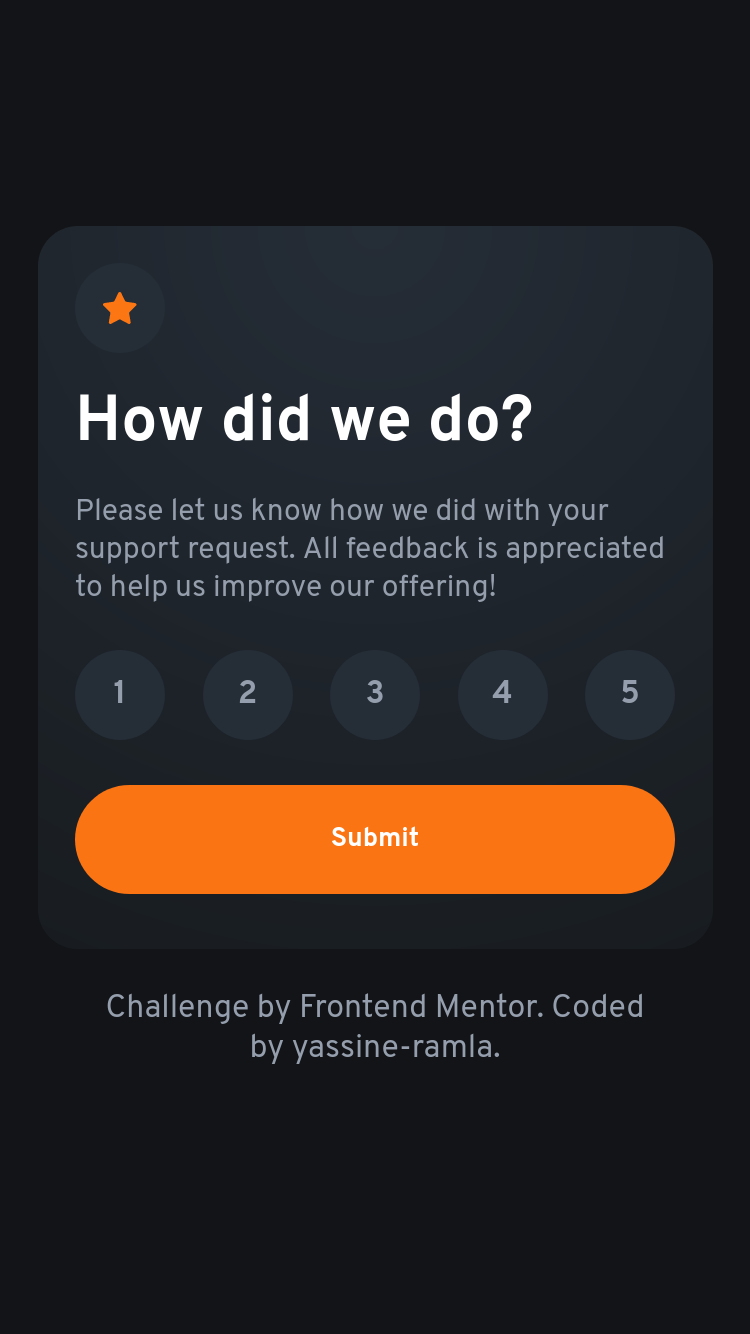 How did we do?
Please let us know how we did with your
support request. All feedback is appreciated
to help us improve our offering!
1 2 3 4 5
Submit
Challenge by Frontend Mentor. Coded
by yassine-ramla.